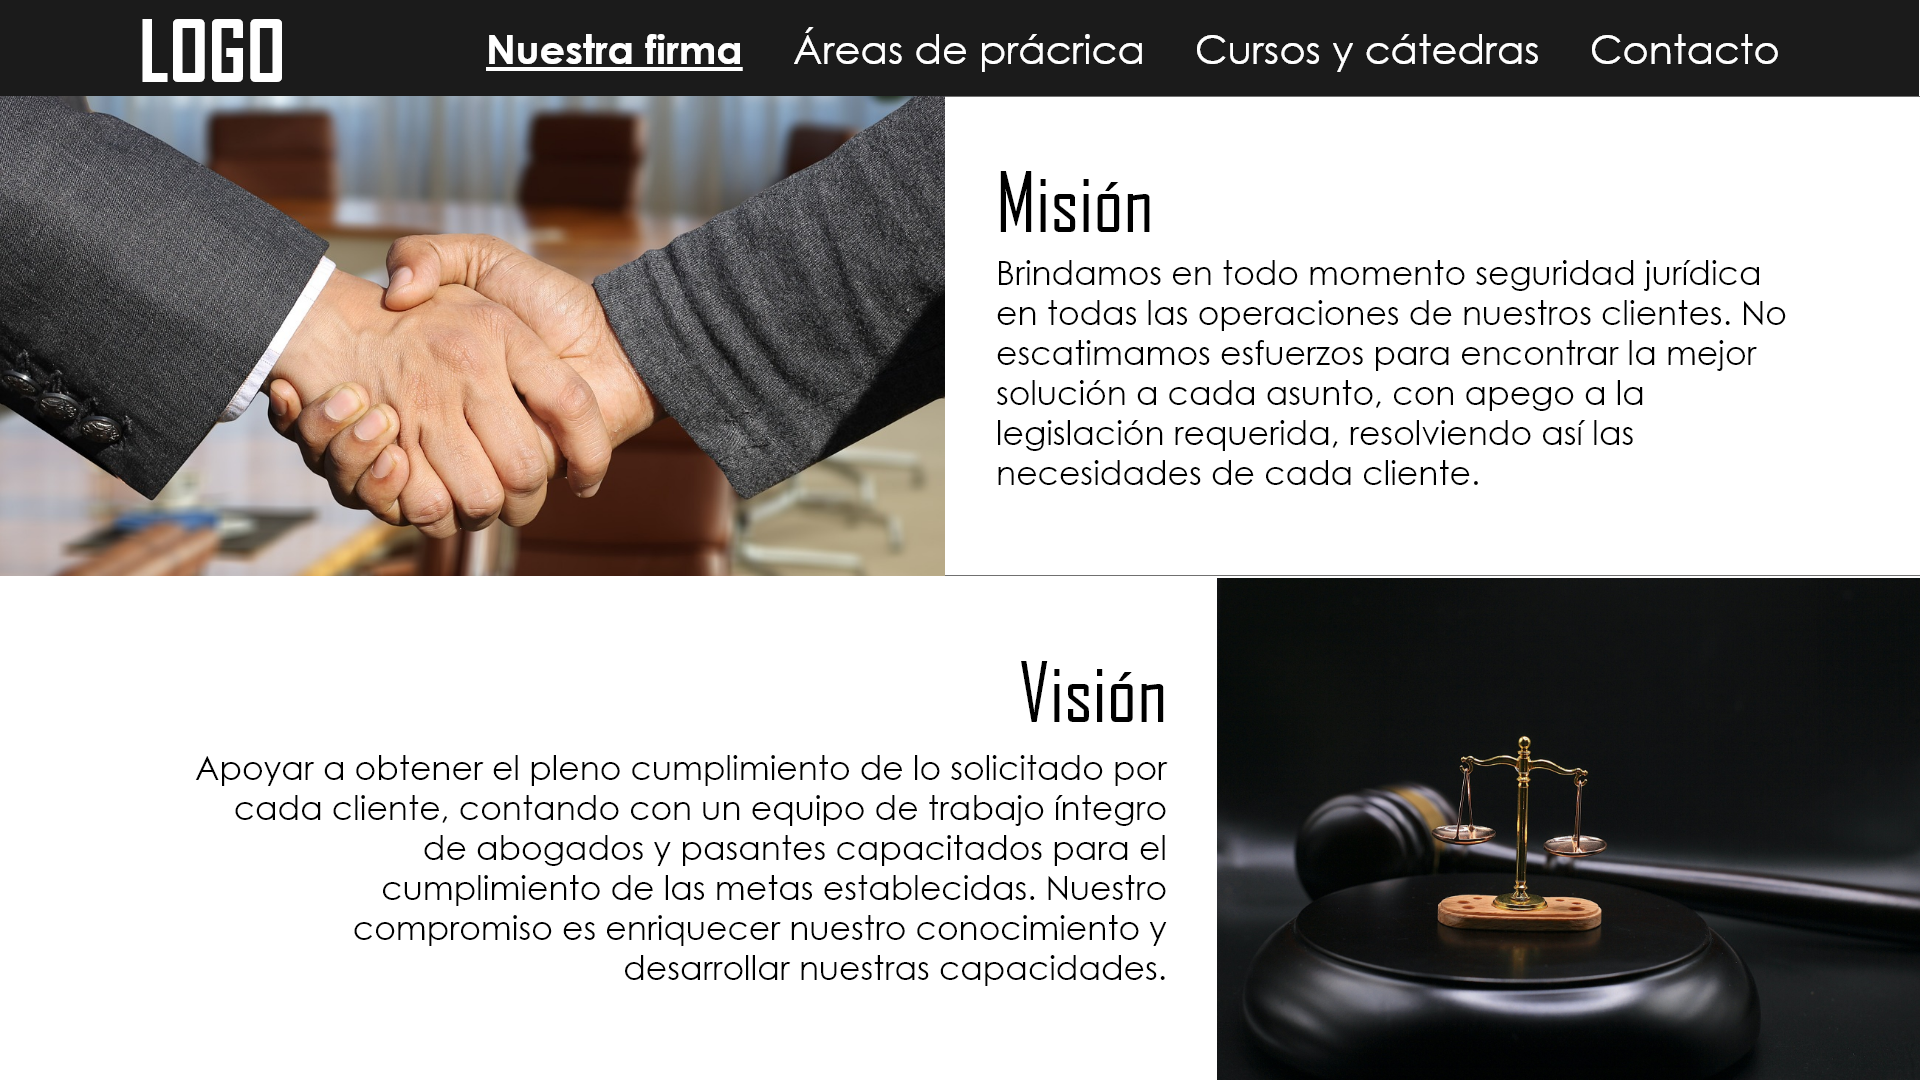 LOGO
Nuestra firma
Áreas de prácrica
Cursos y cátedras
Contacto
Misión
Brindamos en todo momento seguridad jurídica
en todas las operaciones de nuestros clientes. No
escatimamos esfuerzos para encontrar la mejor
solución a cada asunto, con apego a la
legislación requerida, resolviendo así las
necesidades de cada cliente.
Visión
Apoyar a obtener el pleno cumplimiento de lo solicitado por
cada cliente, contando con un equipo de trabajo íntegro
de abogados y pasantes capacitados para el
cumplimiento de las metas establecidas. Nuestro
compromiso es enriquecer nuestro conocimiento y
desarrollar nuestras capacidades.